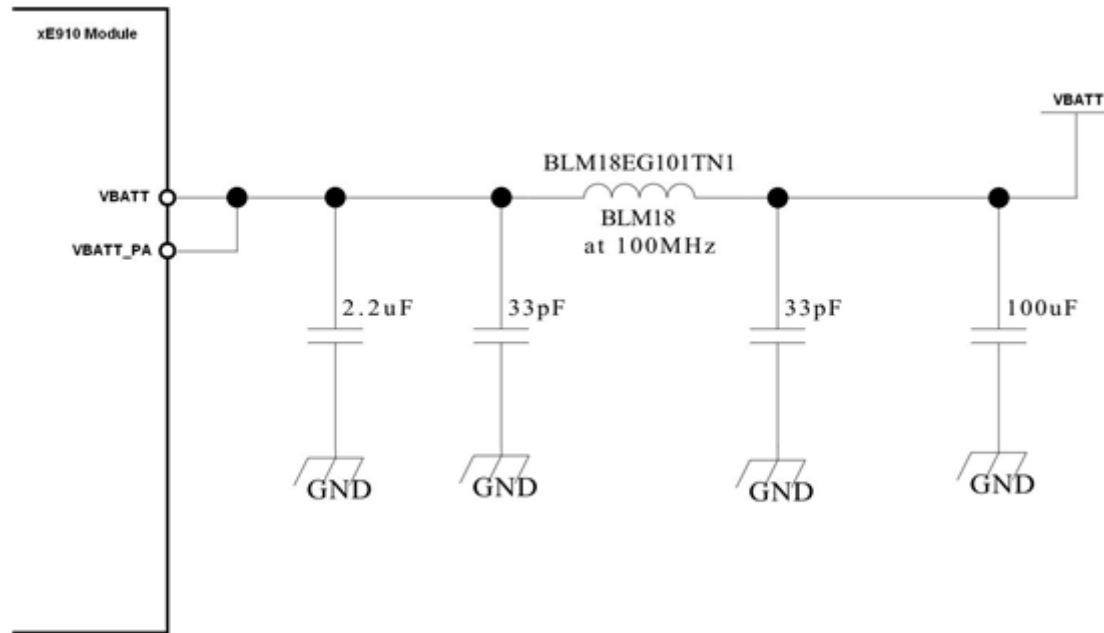 xE910 Module
VBATT
BLM18EG101TN1
VBATT
BLM18
at 100MHz
VBATT_PA
2.2uF
33pF
33pF
100uF
GND
GND
GND
GND